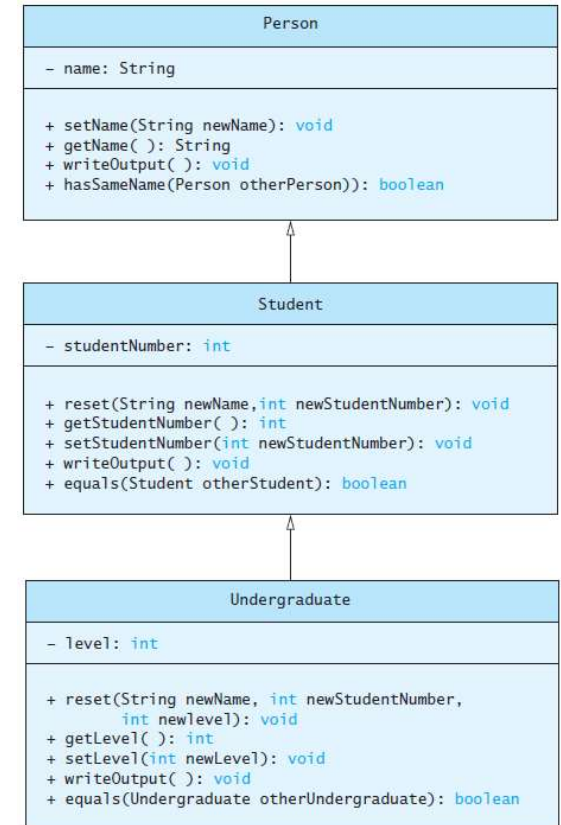 Person
– name: String
+ setName(String newName): void
+ getName( ): String
+ writeOutput( ): void
+ hasSameName(Person otherPerson)): boolean
Student
– studentNumber: int
+ reset(String newName,int newStudentNumber): void
+ getStudentNumber( ): int
+ setStudentNumber(int newStudentNumber): void
+ writeOutput( ): void
+ equals(Student otherStudent): boolean
Undergraduate
– level: int
+ reset(String newName, int newStudentNumber,
int newlevel): void
+ getLevel( ): int
+ setLevel(int newLevel): void
+ writeOutput( ): void
+ equals(Undergraduate otherUndergraduate): boolean